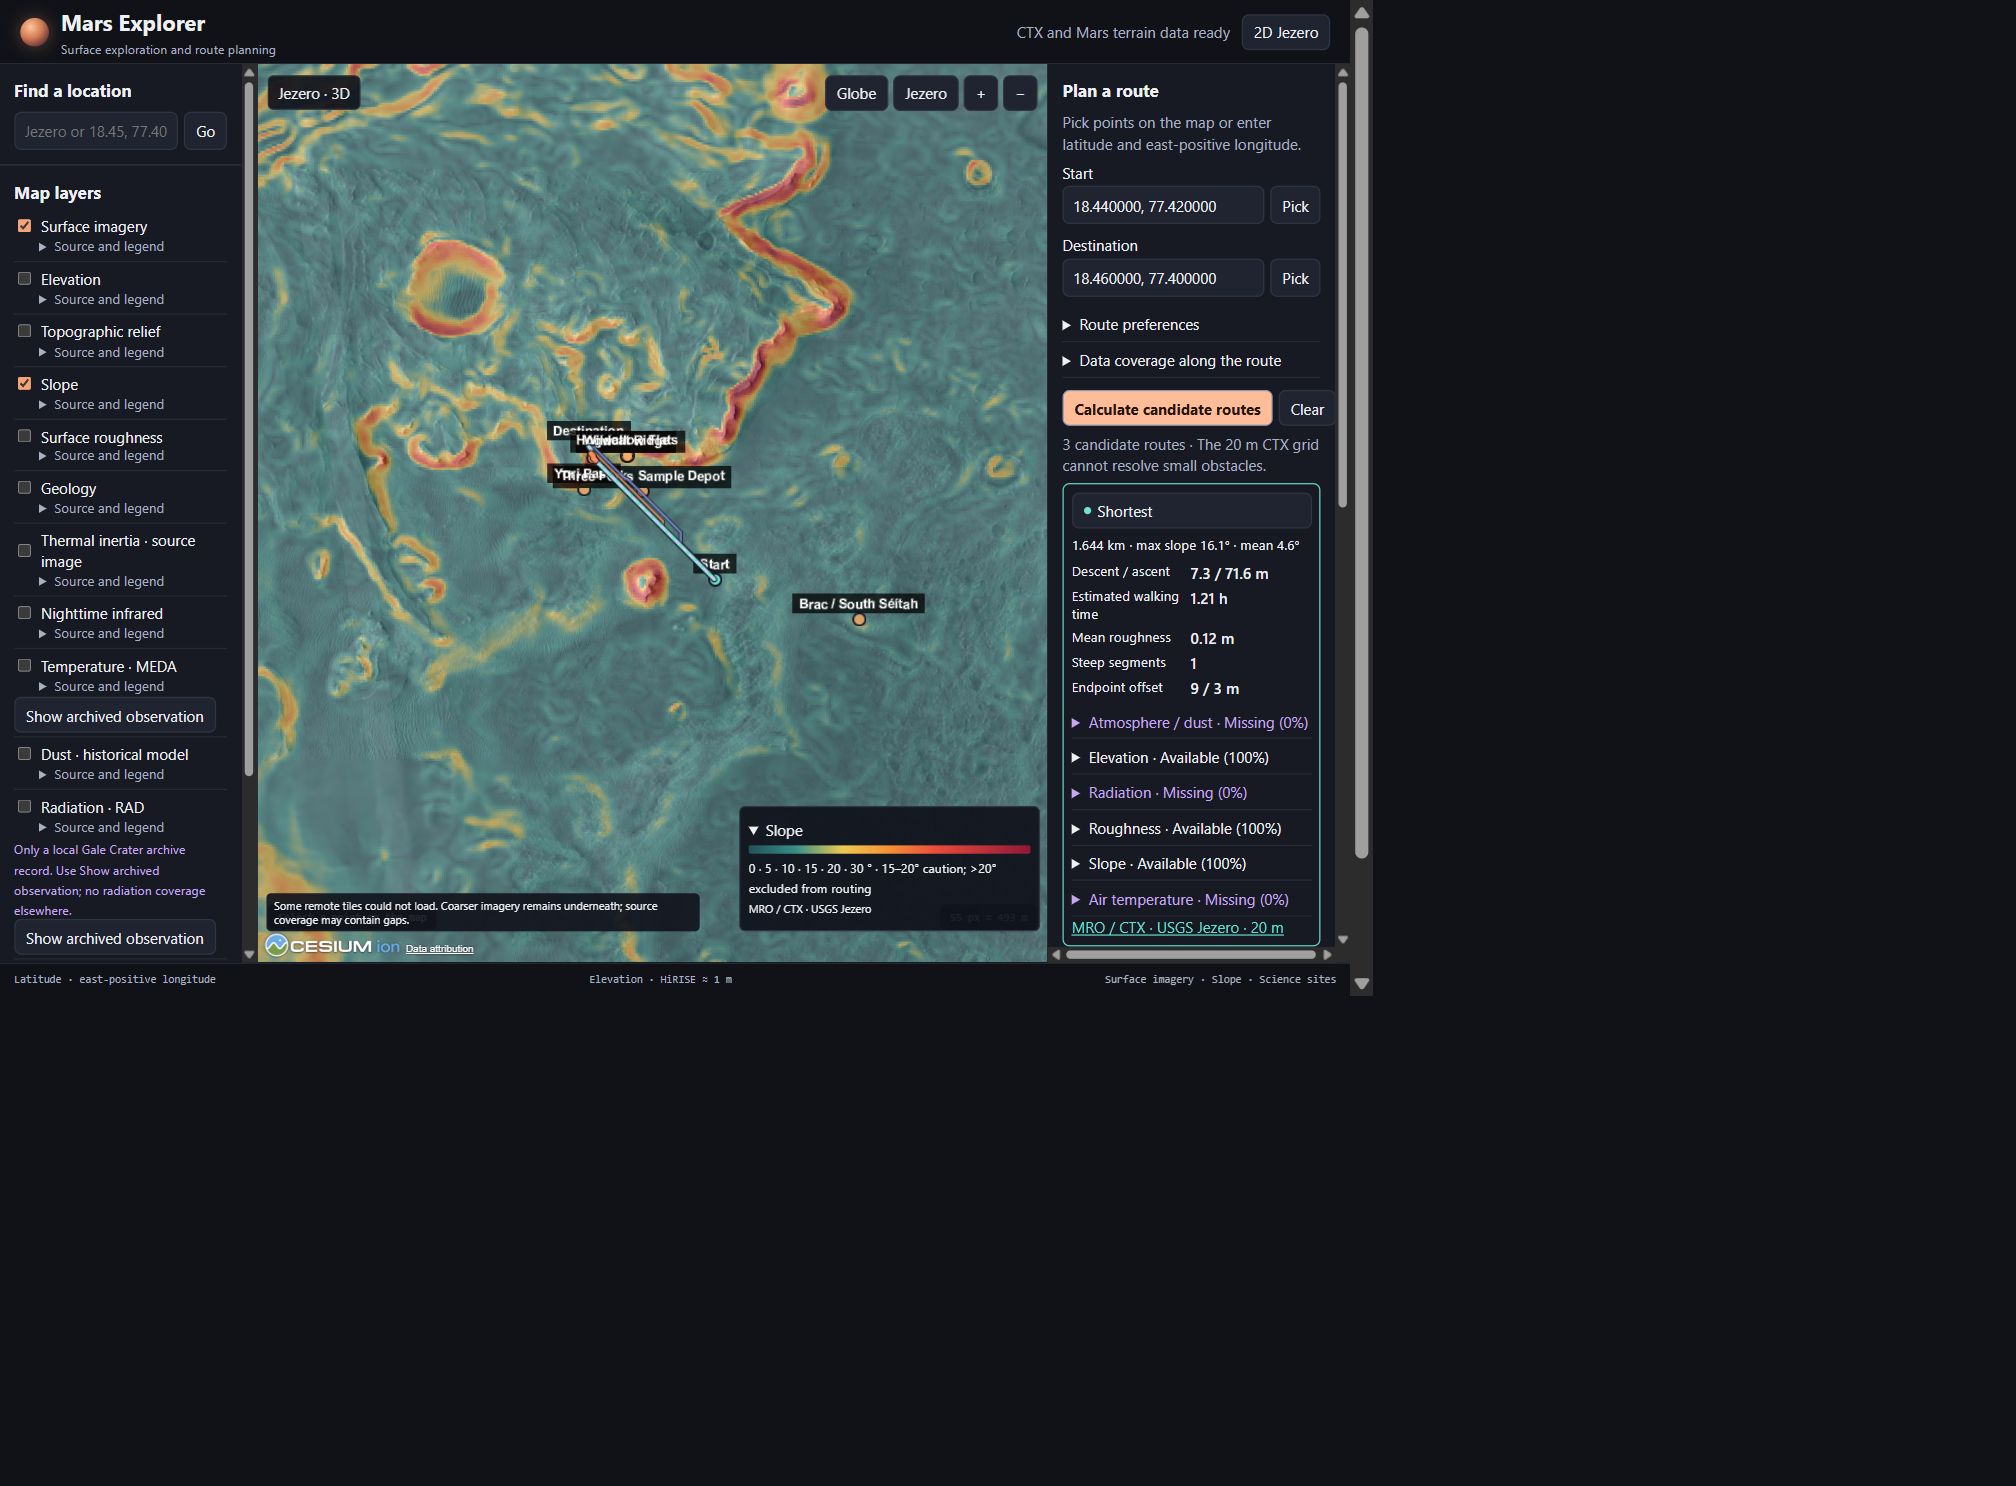 Mars Explorer
Surface exploration and route planning
CTX and Mars terrain data ready
2D Jezero
Find a location
Jezero or 18.45, 77.40
Go
Map layers
Surface imagery
Source and legend
Elevation
Source and legend
Topographic relief
Source and legend
Slope
Source and legend
Surface roughness
Source and legend
Geology
Source and legend
Thermal inertia · source
image
Source and legend
Nighttime infrared
Source and legend
Temperature · MEDA
Source and legend
Show archived observation
Dust · historical model
Source and legend
Radiation · RAD
Source and legend
Only a local Gale Crater archive
record. Use Show archived
observation; no radiation coverage
elsewhere.
Show archived observation
Jezero · 3D
Globe
Jezero
+
−
Destination
Sample Depot
Start
Brac / South Séítah
Slope
0 · 5 · 10 · 15 · 20 · 30 ° · 15–20° caution; >20°
excluded from routing
MRO / CTX · USGS Jezero
55 px = 493 m
Some remote tiles could not load. Coarser imagery remains underneath; source
coverage may contain gaps.
CESIUM ion
Data attribution
Plan a route
Pick points on the map or enter
latitude and east-positive longitude.
Start
18.440000, 77.420000
Pick
Destination
18.460000, 77.400000
Pick
Route preferences
Data coverage along the route
Calculate candidate routes
Clear
3 candidate routes · The 20 m CTX grid
cannot resolve small obstacles.
Shortest
1.644 km · max slope 16.1° · mean 4.6°
Descent / ascent 7.3 / 71.6 m
Estimated walking time 1.21 h
Mean roughness 0.12 m
Steep segments 1
Endpoint offset 9 / 3 m
Atmosphere / dust · Missing (0%)
Elevation · Available (100%)
Radiation · Missing (0%)
Roughness · Available (100%)
Slope · Available (100%)
Air temperature · Missing (0%)
MRO / CTX · USGS Jezero · 20 m
Latitude · east-positive longitude
Elevation · HiRISE ≈ 1 m
Surface imagery · Slope · Science sites